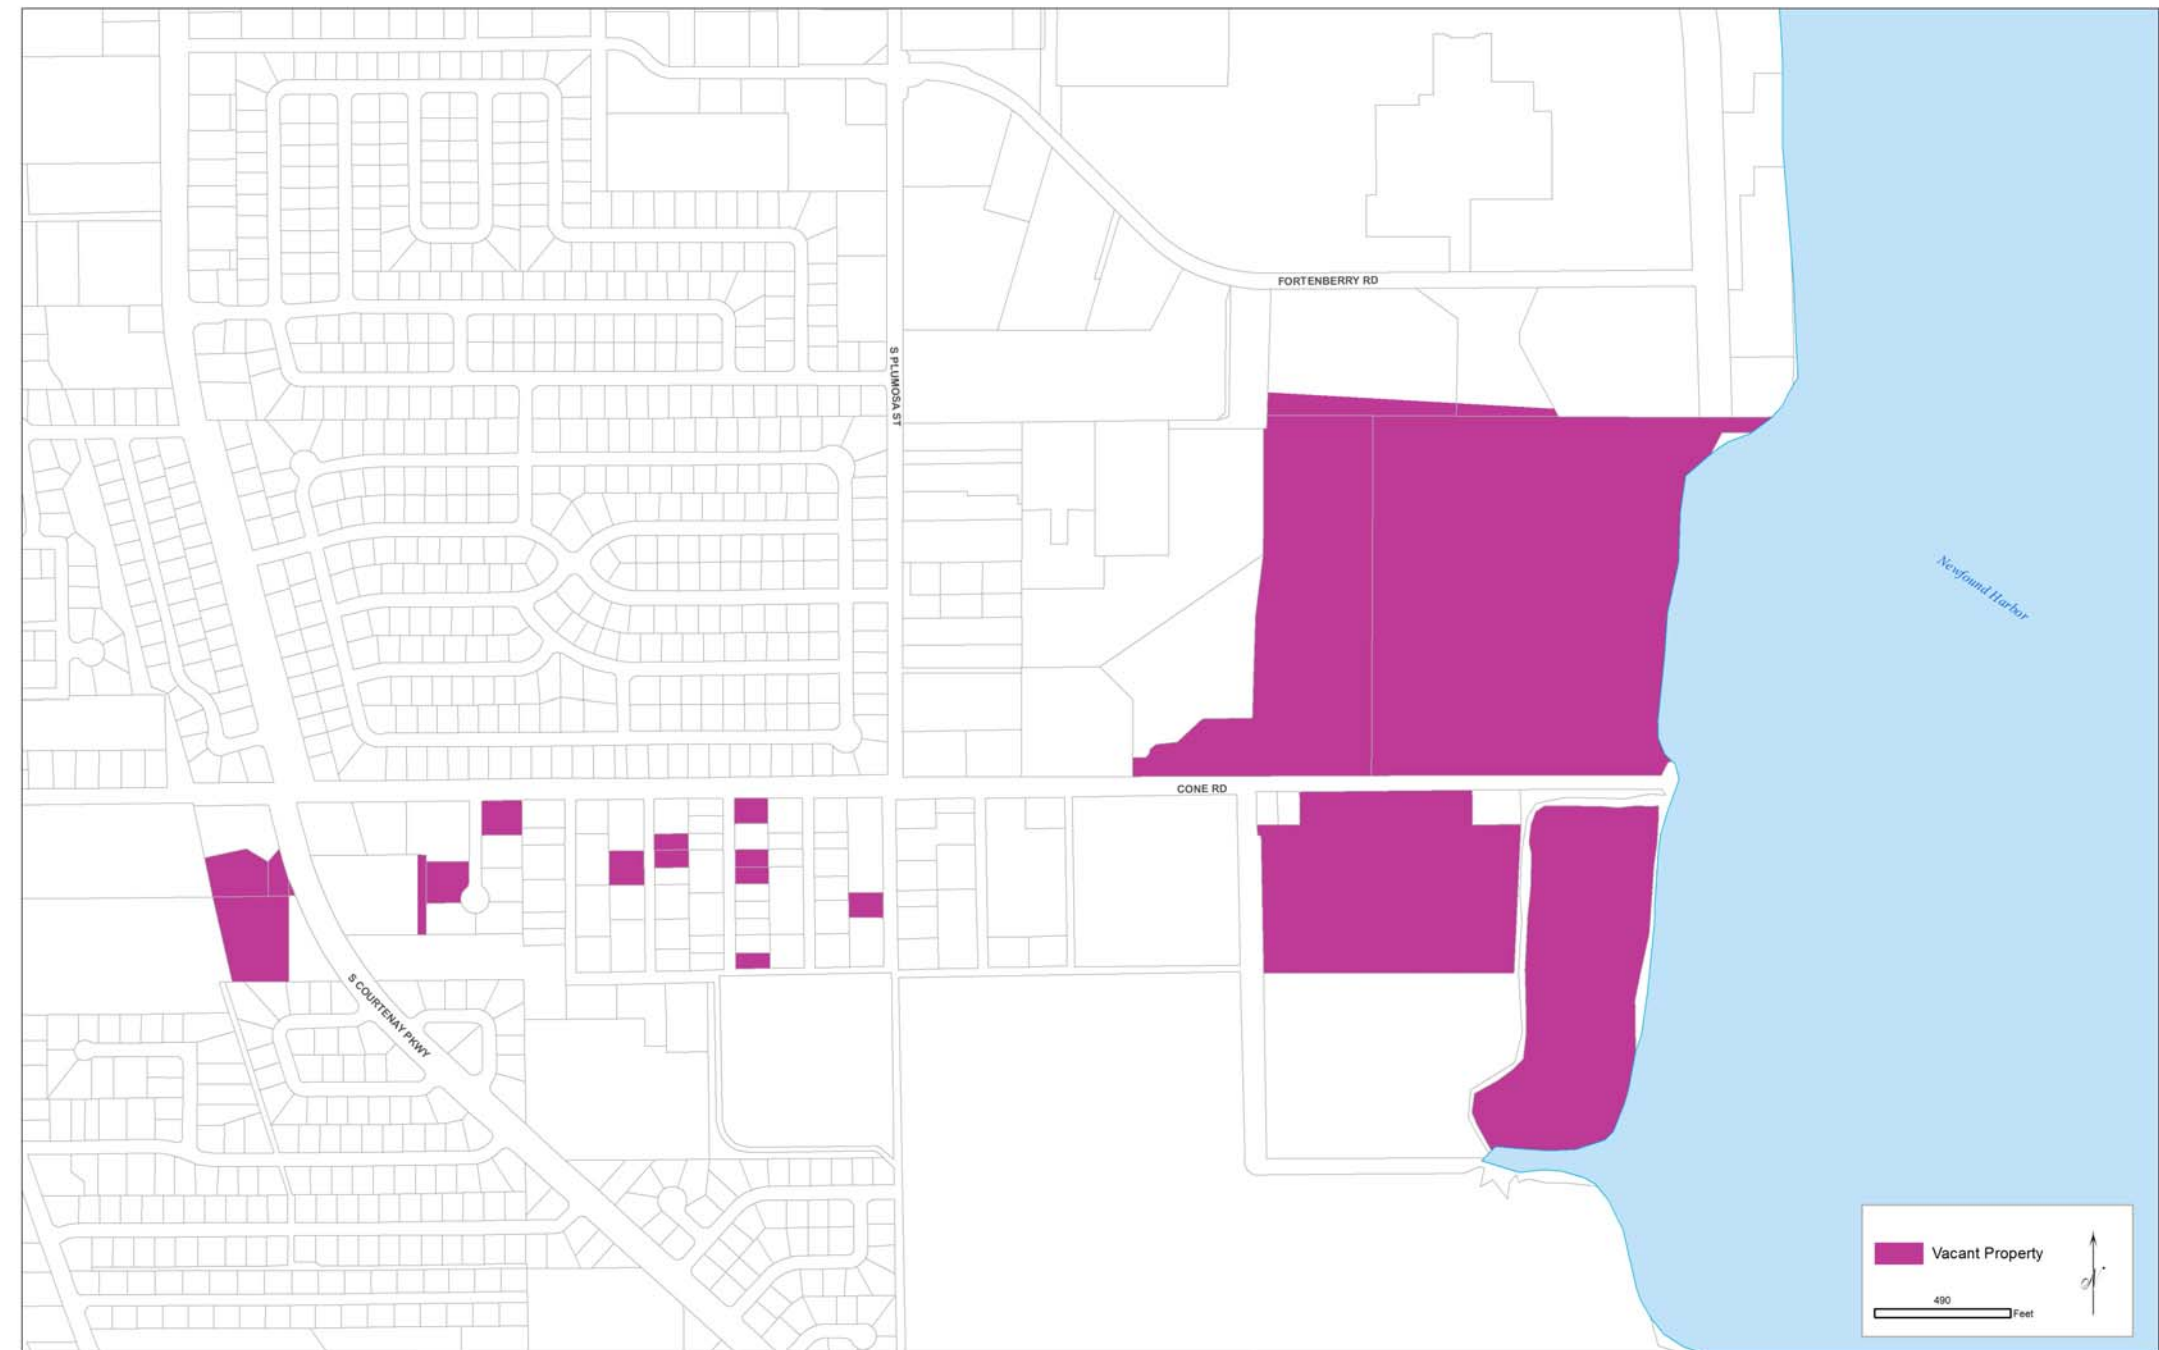 FORTENBERRY RD
S PLUMOSA ST
Newfound Harbor
CONE RD
S COURTENAY PKWY
Vacant Property
N
490
Feet